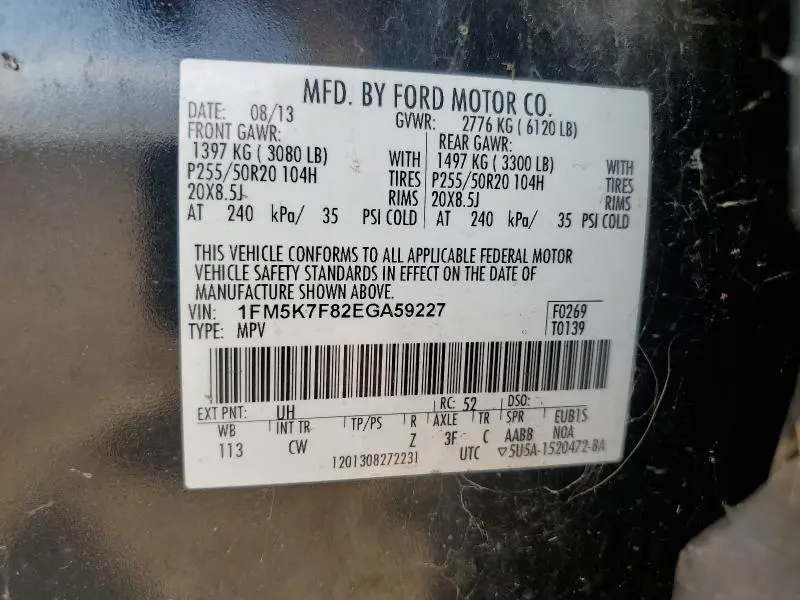 MFD. BY FORD MOTOR CO.
DATE: 08/13 GVWR: 2776 KG ( 6120 LB)
FRONT GAWR: REAR GAWR:
1397 KG ( 3080 LB) WITH 1497 KG ( 3300 LB) WITH
P255/50R20 104H TIRES P255/50R20 104H TIRES
20X8.5J RIMS 20X8.5J RIMS
AT 240 kPa/ 35 PSI COLD AT 240 kPa/ 35 PSI COLD
THIS VEHICLE CONFORMS TO ALL APPLICABLE FEDERAL MOTOR
VEHICLE SAFETY STANDARDS IN EFFECT ON THE DATE OF
MANUFACTURE SHOWN ABOVE.
VIN: 1FM5K7F82EGA59227 F0269
TYPE: MPV T0139
EXT PNT: UH RC: 52 DSO:
WB INT TR TP/PS R AXLE TR SPR EUB1S
113 CW Z 3F C AABB NOA
1201308272231 UTC ▽5U5A-1520472-BA